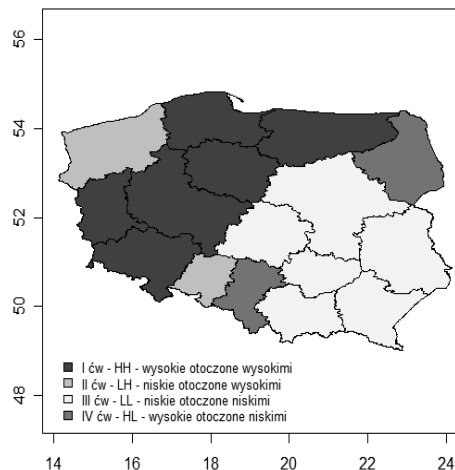 56
54
52
50
48
I ćw - HH - wysokie otoczone wysokimi
II ćw - LH - niskie otoczone wysokimi
III ćw - LL - niskie otoczone niskimi
IV ćw - HL - wysokie otoczone niskimi
14 16 18 20 22 24